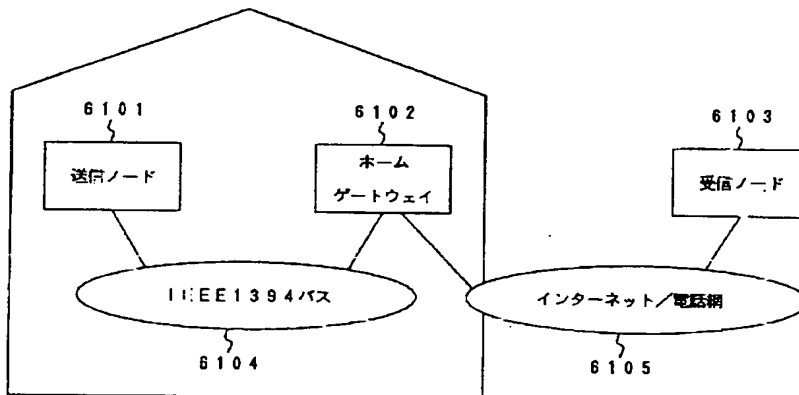 6101
6102
6103
送信ノード
ホーム
ゲートウェイ
受信ノード
IEEE1394バス
インターネット/電話網
6104
6105